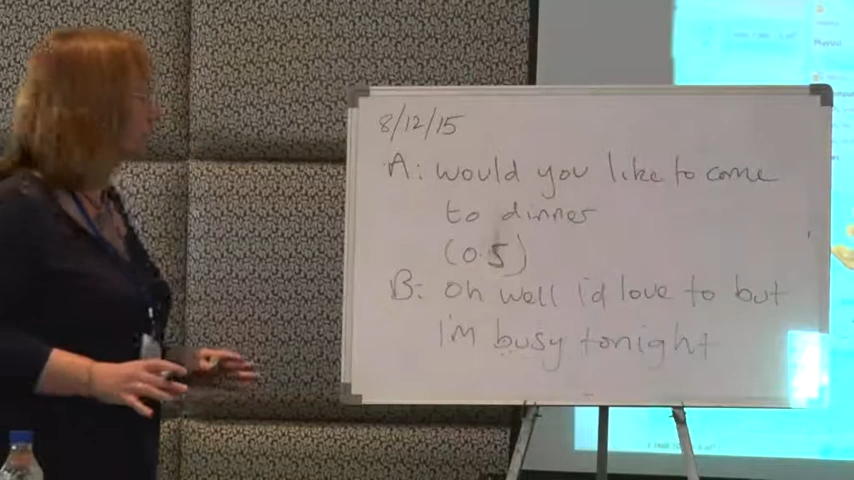 8/12/15
A: would you like to come
to dinner
(0.5)
B: oh well i'd love to but
i'm busy tonight